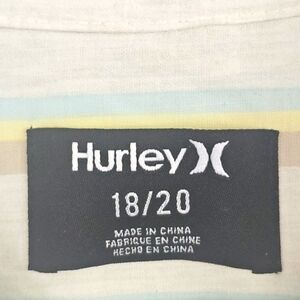 Hurley
18/20
MADE IN CHINA
FABRIQUE EN CHINE
HECHO EN CHINA